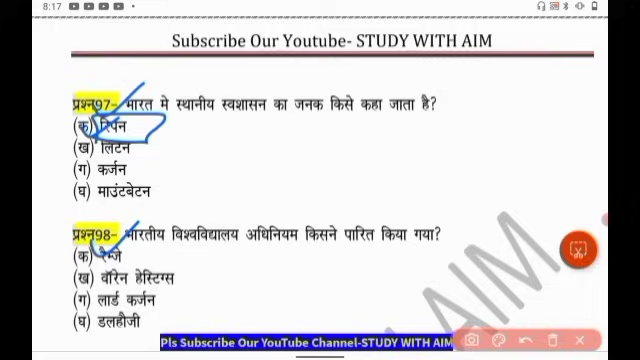 8:17
Subscribe Our Youtube- STUDY WITH AIM
प्रश्न97- भारत मे स्थानीय स्वशासन का जनक किसे कहा जाता है?
(क) रिपन
(ख) लिटन
(ग) कर्जन
(घ) माउंटबेटन
प्रश्न98- भारतीय विश्वविद्यालय अधिनियम किसने पारित किया गया?
(क) रैम्जे
(ख) वॉरेन हेस्टिंग्स
(ग) लार्ड कर्जन
(घ) डलहौजी
AIM
Pls Subscribe Our YouTube Channel-STUDY WITH AIM